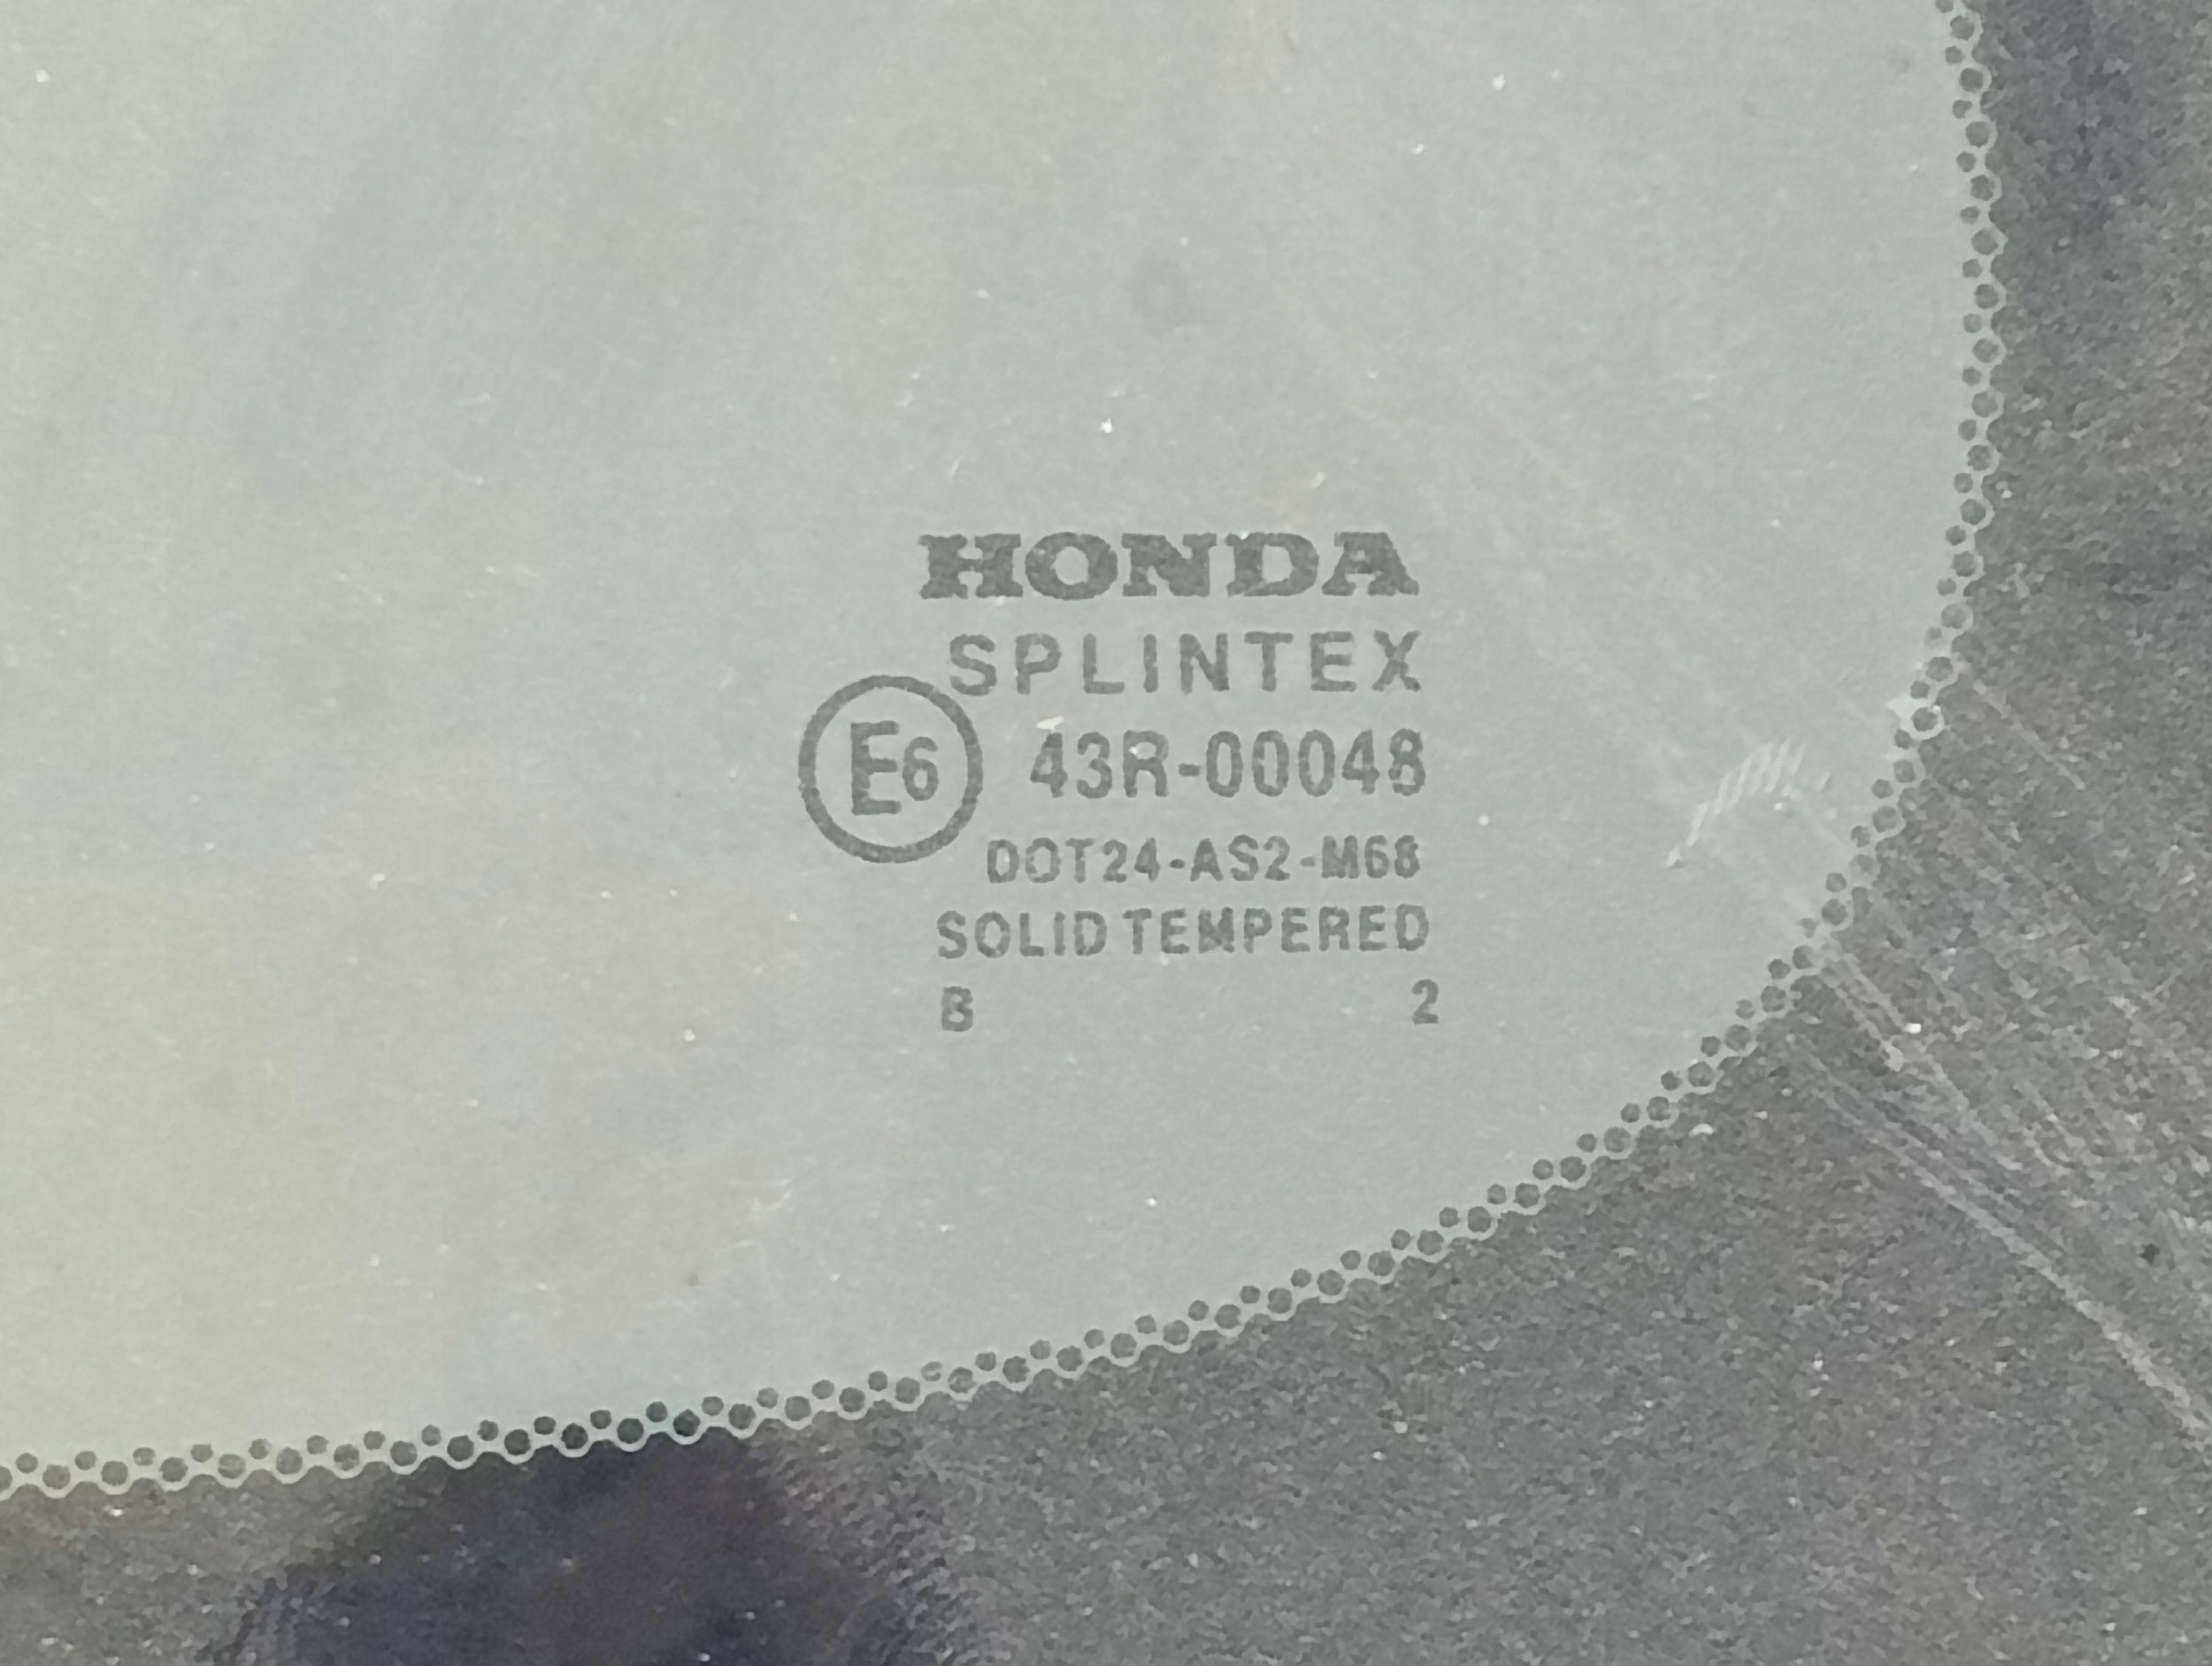 HONDA
SPLINTEX
E6 43R-00048
DOT24-AS2-M68
SOLID TEMPERED
B 2